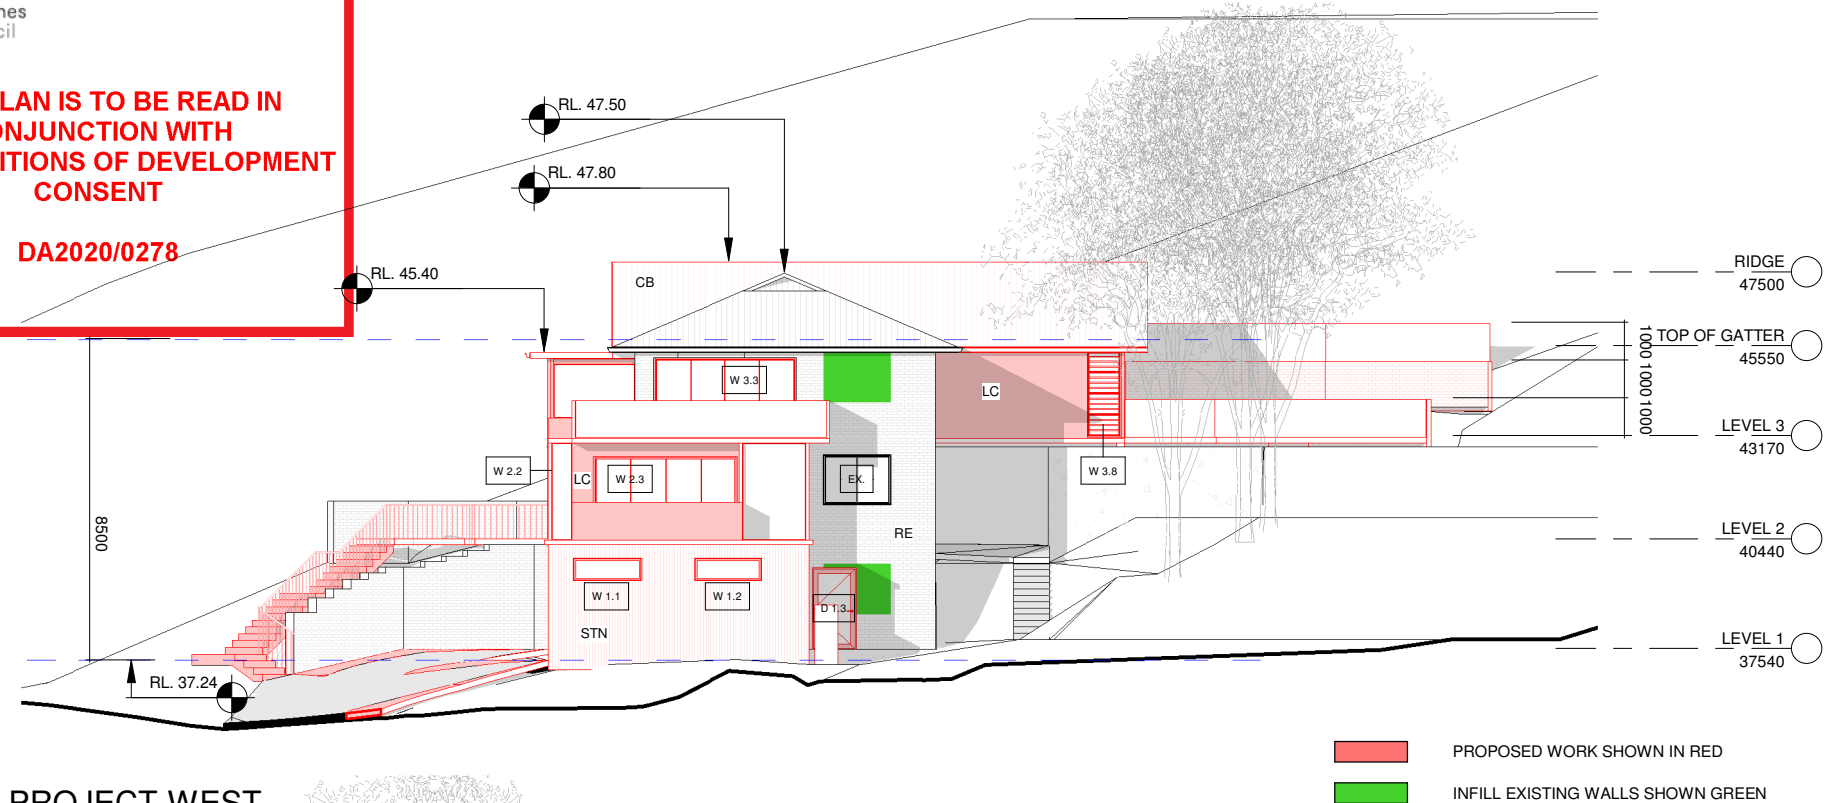 LAN IS TO BE READ IN
ONJUNCTION WITH
ITIONS OF DEVELOPMENT
CONSENT
DA2020/0278
RL. 47.50
RL. 47.80
RL. 45.40
CB
RIDGE
47500
TOP OF GATTER
45550
1000 1000 1000
W 3.3
LC
LEVEL 3
43170
W 2.2
LC
W 2.3
EX.
W 3.8
8500
RE
LEVEL 2
40440
W 1.1
W 1.2
D 1.3
STN
LEVEL 1
37540
RL. 37.24
PROPOSED WORK SHOWN IN RED
INFILL EXISTING WALLS SHOWN GREEN
PROJECT WEST